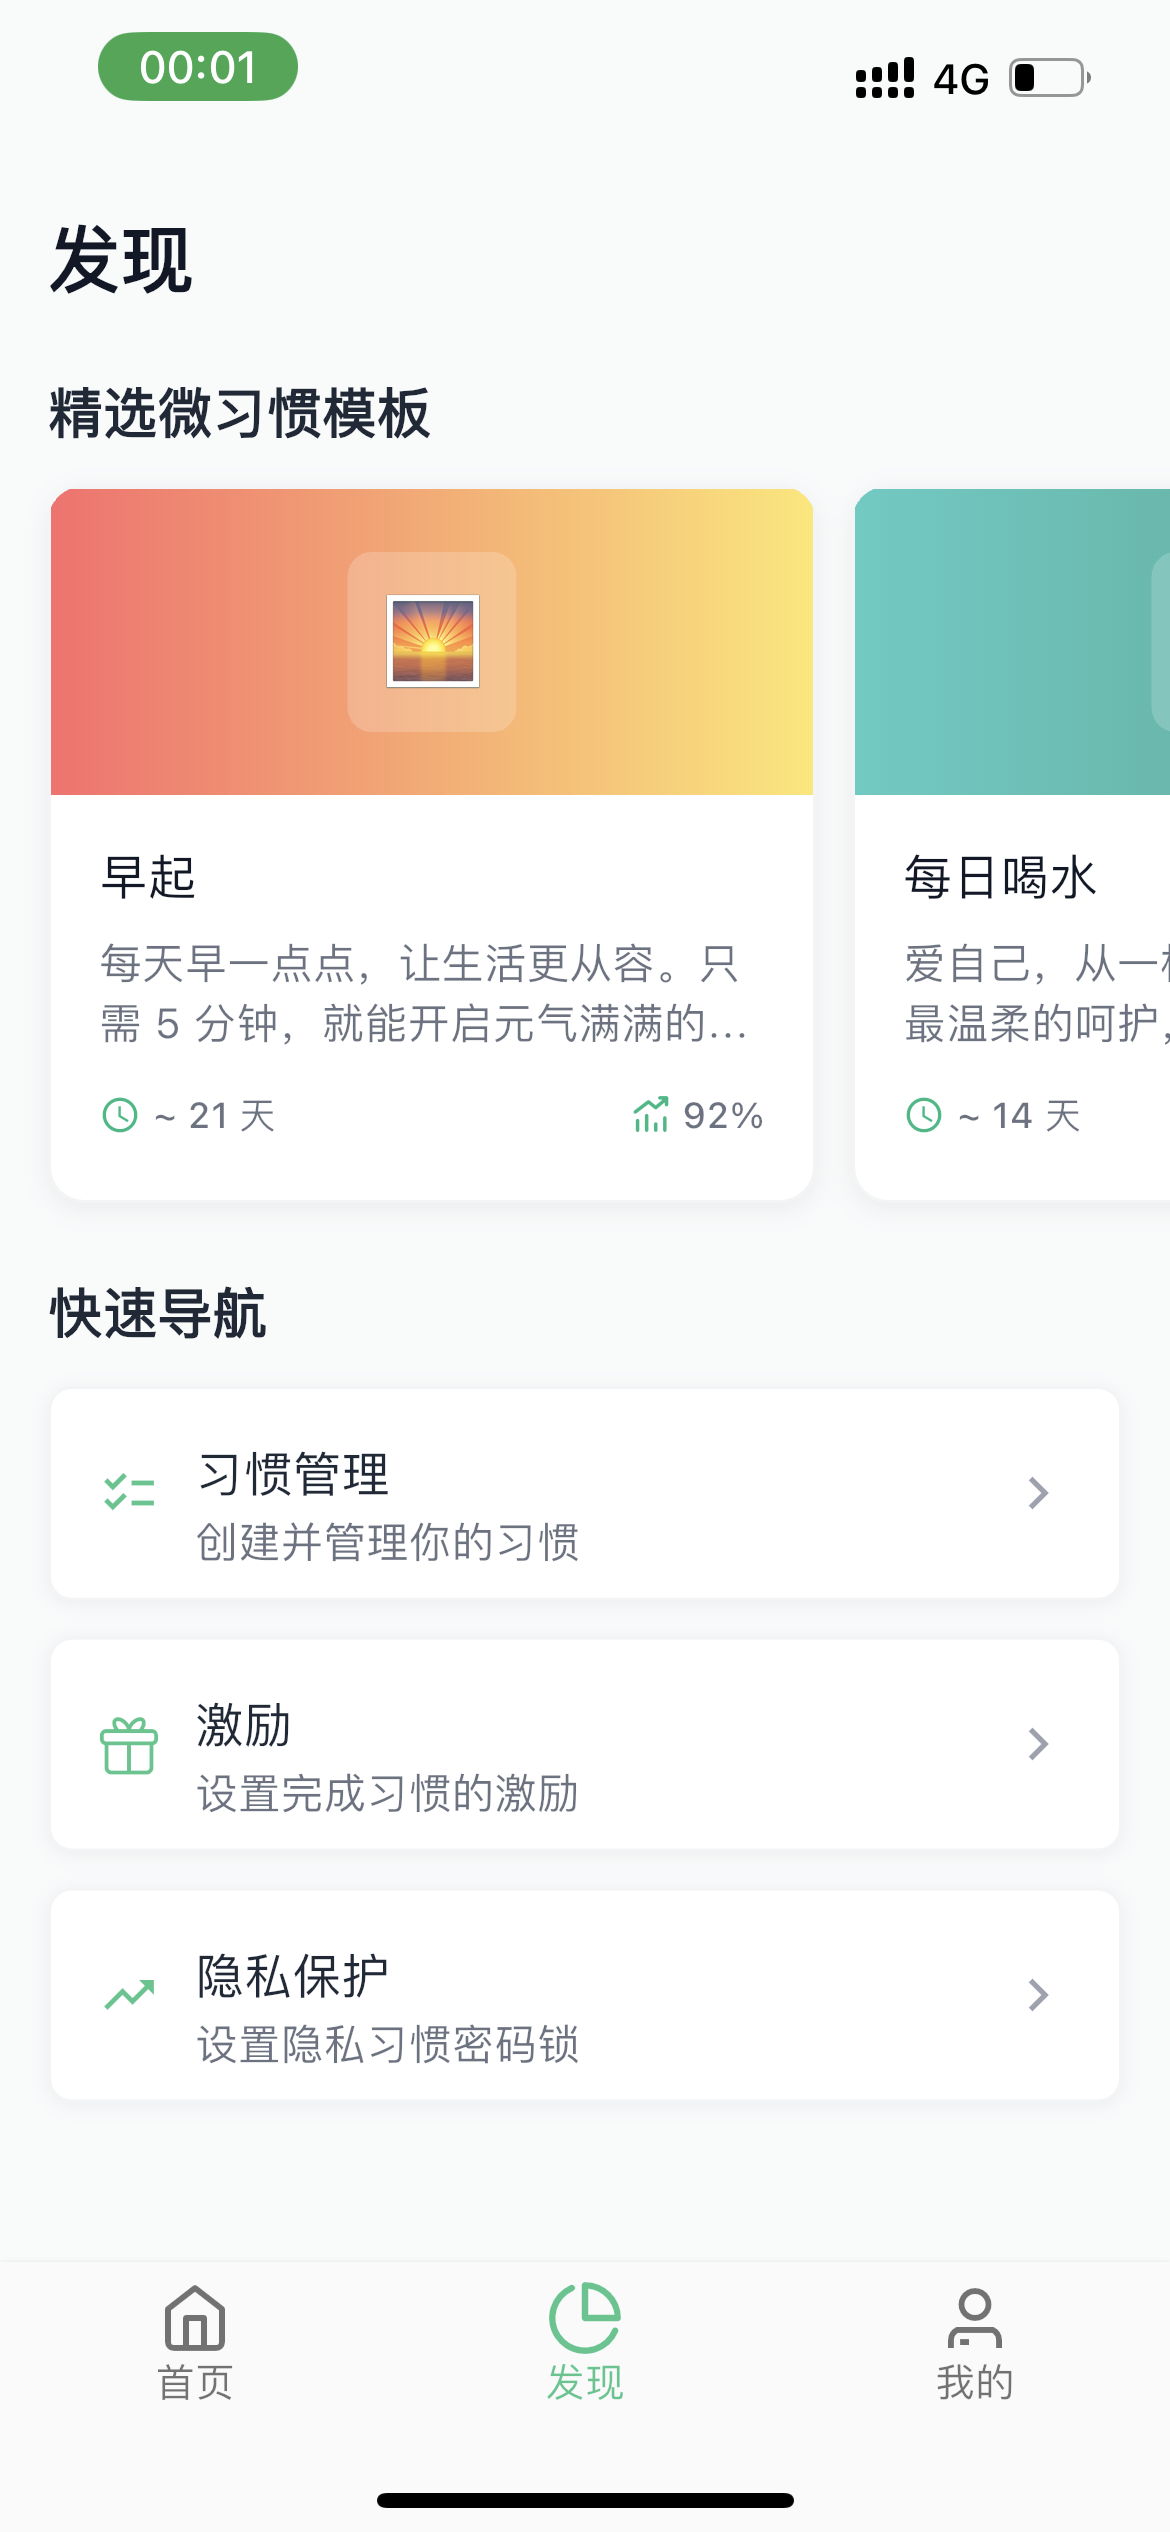 00:01
4G
发现
精选微习惯模板
早起
每天早一点点，让生活更从容。只
需 5 分钟，就能开启元气满满的...
~ 21 天
92%
每日喝水
爱自己，从一
最温柔的呵护，
~ 14 天
快速导航
习惯管理
创建并管理你的习惯
激励
设置完成习惯的激励
隐私保护
设置隐私习惯密码锁
首页
发现
我的